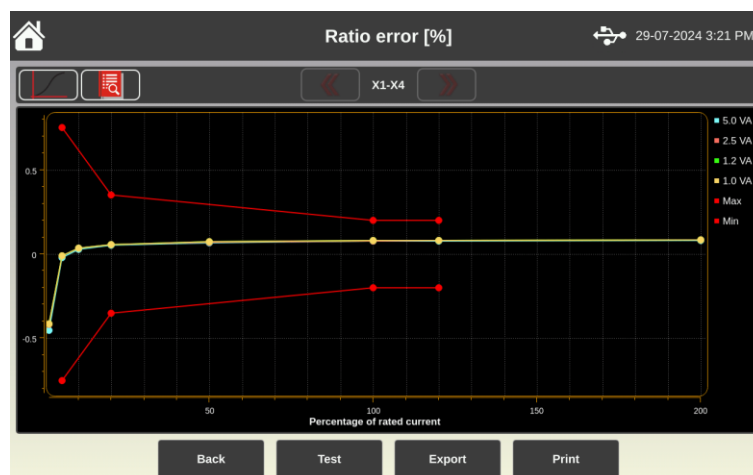 Ratio error [%]
29-07-2024 3:21 PM
X1-X4
5.0 VA
2.5 VA
1.2 VA
1.0 VA
Max
Min
0.5
0
-0.5
50
100
150
200
Percentage of rated current
Back
Test
Export
Print